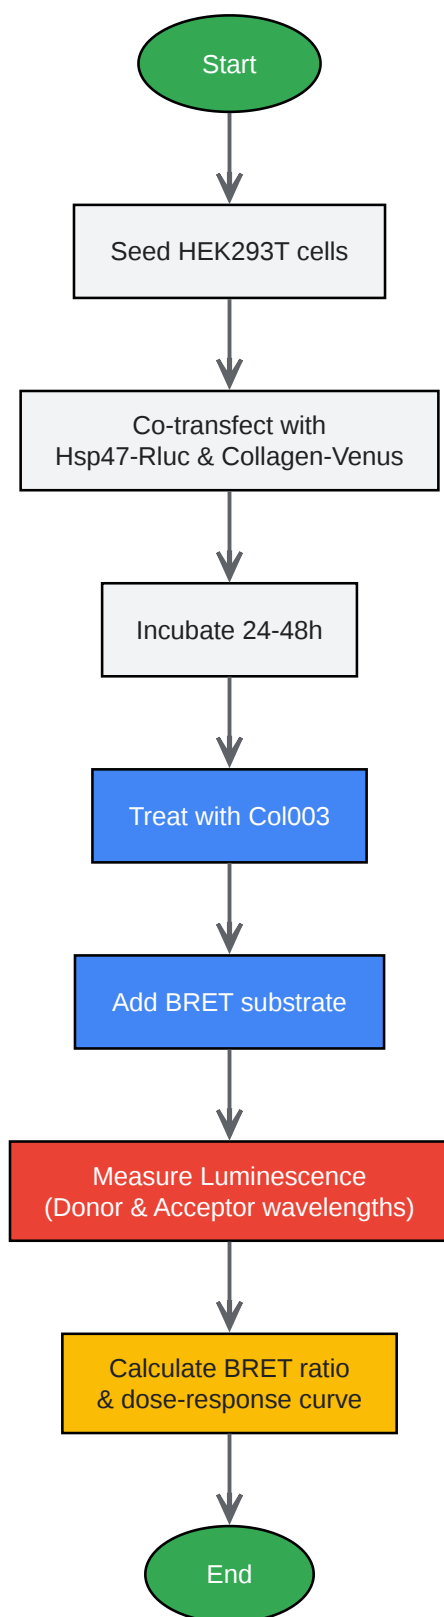 Start
Seed HEK293T cells
Co-transfect with
Hsp47-Rluc & Collagen-Venus
Incubate 24-48h
Treat with Col003
Add BRET substrate
Measure Luminescence
(Donor & Acceptor wavelengths)
Calculate BRET ratio
& dose-response curve
End